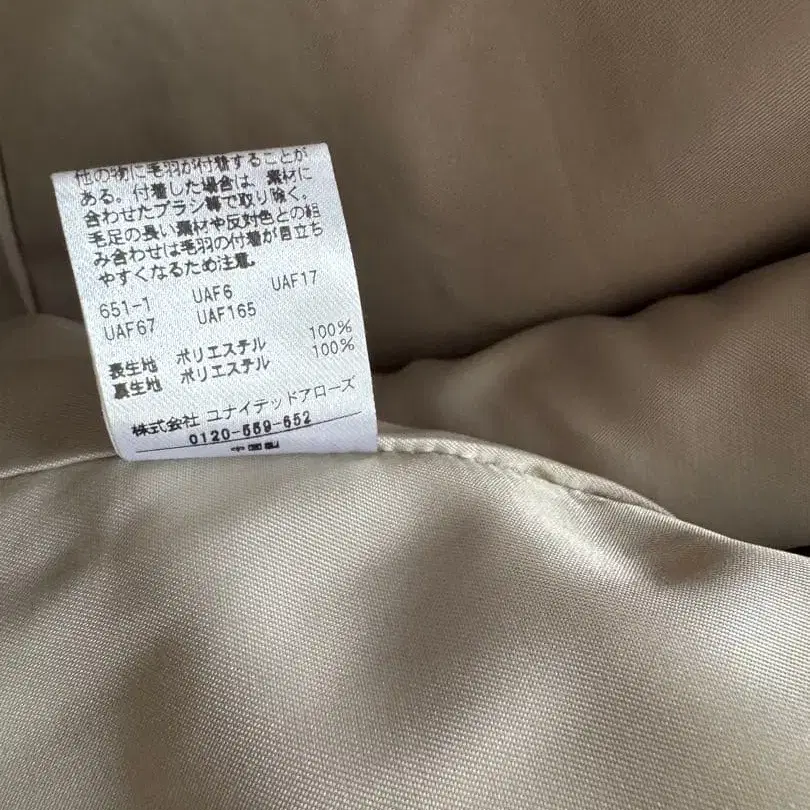 他の物に毛羽が付着することが
ある。付着した場合は、素材に
合わせたブラシ等で取り除く。
毛足の長い素材や反対色との組
み合わせは毛羽の付着が目立ち
やすくなるため注意。
651-1 UAF6 UAF17
UAF67 UAF165
表生地 ポリエステル 100%
裏生地 ポリエステル 100%
株式会社 ユナイテッドアローズ
0120-559-652
中国製